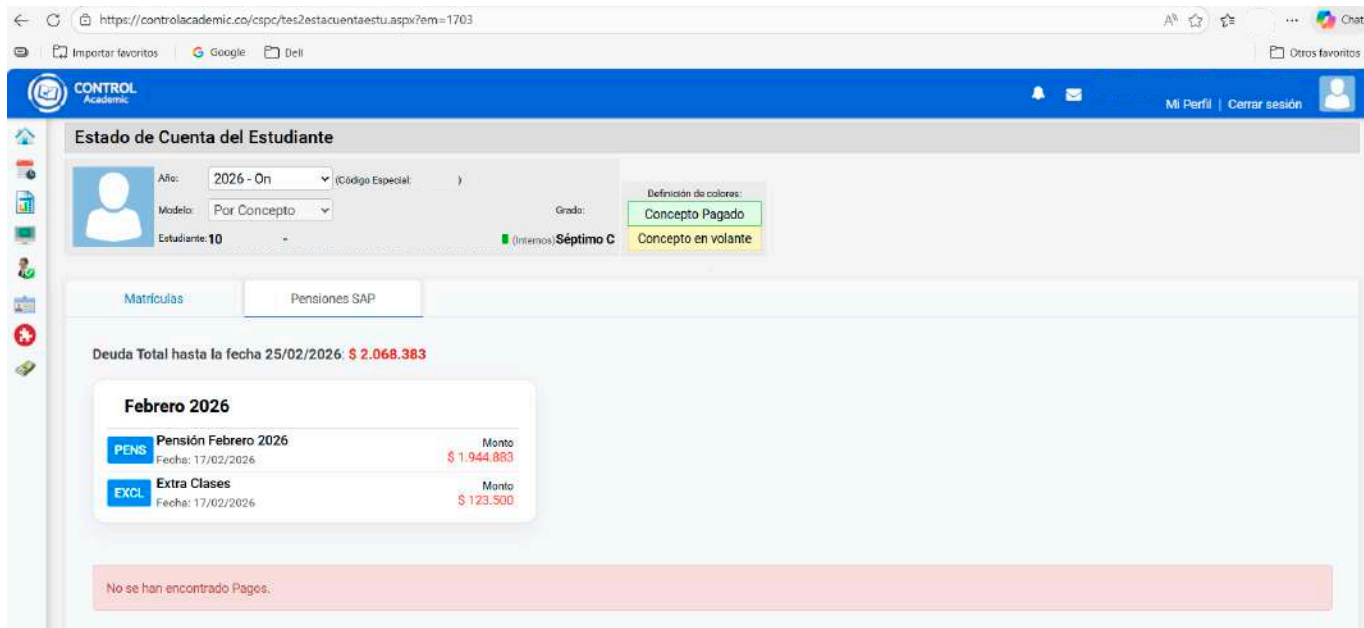 https://controlacademic.co/cspc/tes2estacuentaestu.aspx?em=1703
Chat
Importar favoritos Google Dell Otros favoritos
CONTROL
Academic
Mi Perfil | Cerrar sesión
Estado de Cuenta del Estudiante
Año: 2026 - On (Código Especial: )
Modelo: Por Concepto Grado:
Estudiante: 10 - (Internos) Séptimo C
Definición de colores:
Concepto Pagado
Concepto en volante
Matrículas Pensiones SAP
Deuda Total hasta la fecha 25/02/2026: $ 2.068.383
Febrero 2026
PENS Pensión Febrero 2026 Monto
Fecha: 17/02/2026 $ 1.944.883
EXCL Extra Clases Monto
Fecha: 17/02/2026 $ 123.500
No se han encontrado Pagos.